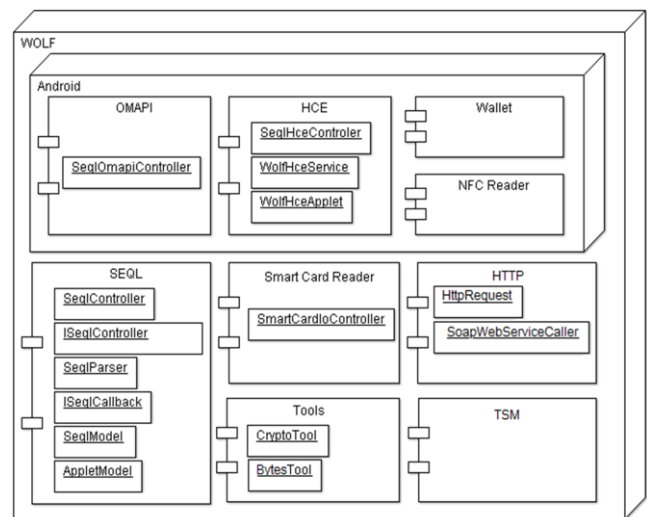 WOLF
Android
OMAPI
SeqlOmapiController
HCE
SeqlHceControler
WolfHceService
WolfHceApplet
Wallet
NFC Reader
SEQL
SeqlController
ISeqlController
SeqlParser
ISeqlCallback
SeqlModel
AppletModel
Smart Card Reader
SmartCardIoController
HTTP
HttpRequest
SoapWebServiceCaller
Tools
CryptoTool
BytesTool
TSM